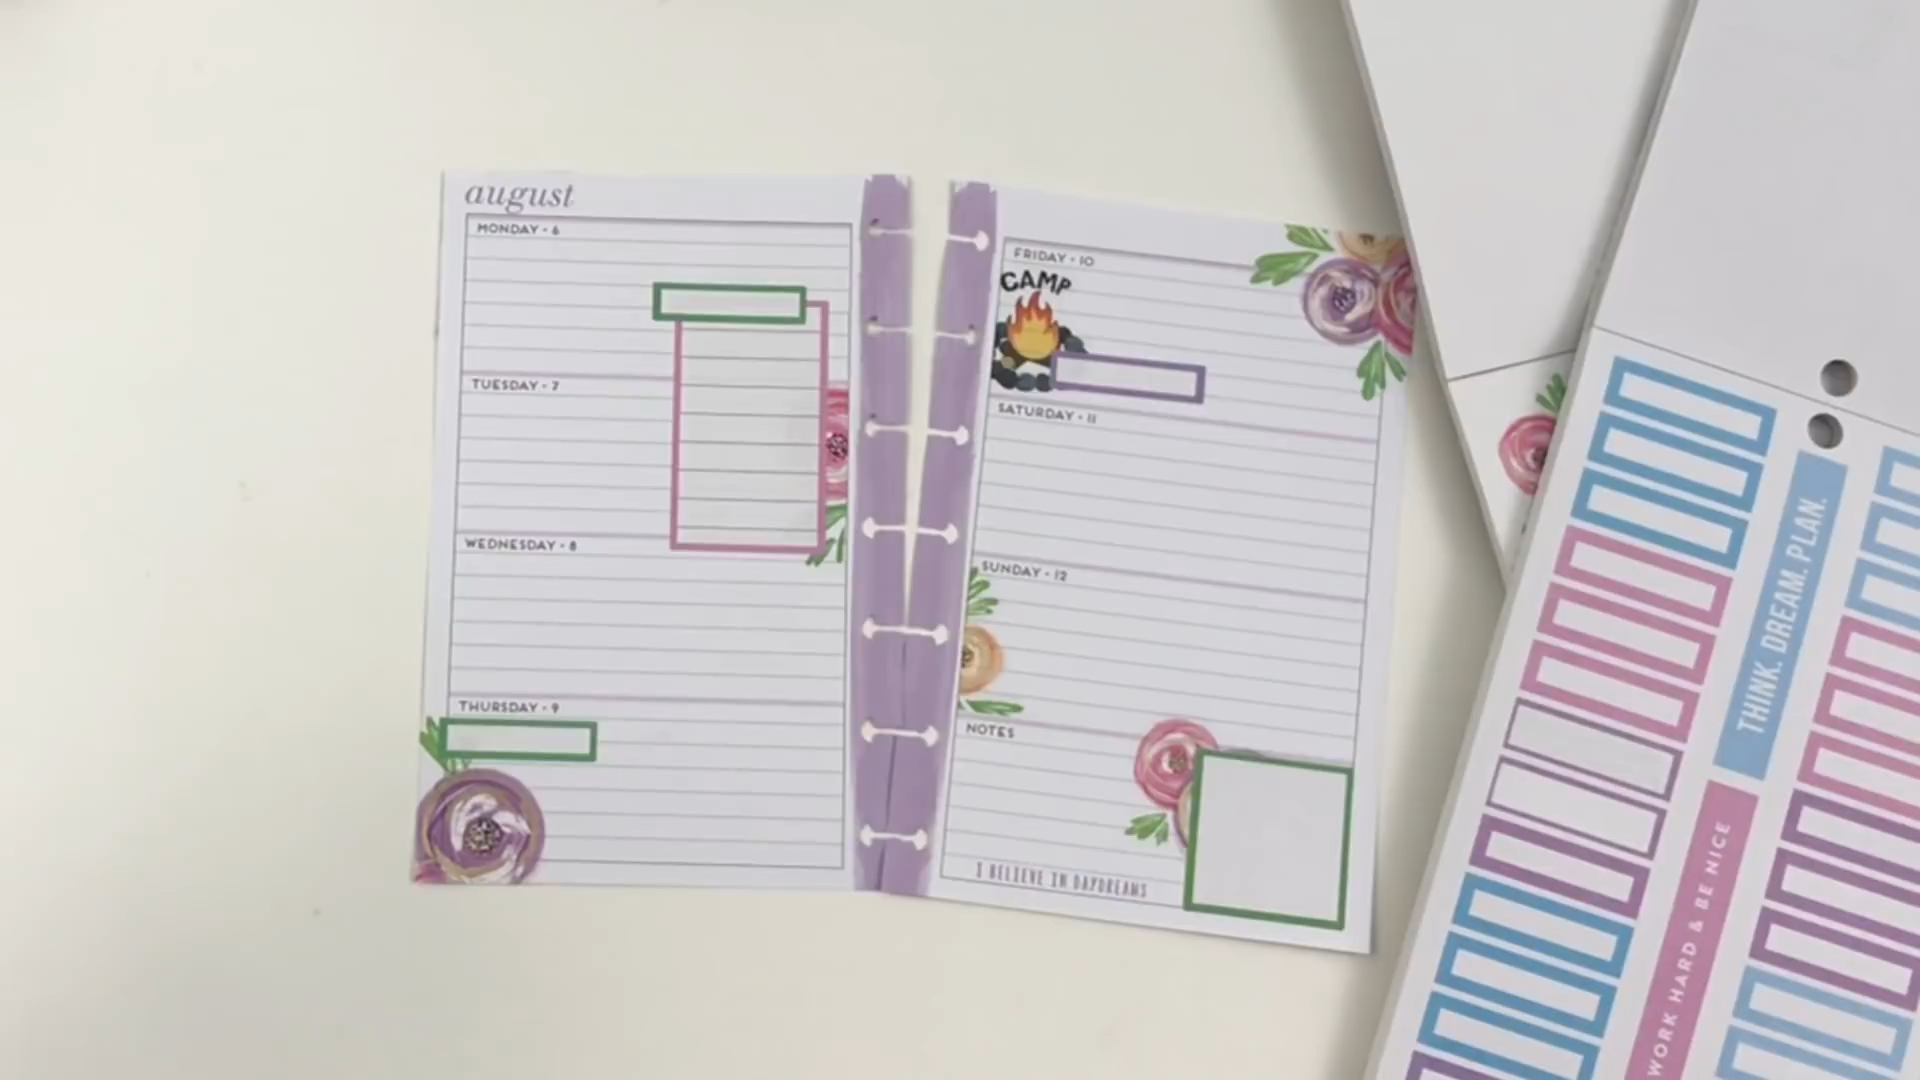 august
MONDAY • 6
TUESDAY • 7
WEDNESDAY • 8
THURSDAY • 9
FRIDAY • 10
CAMP
SATURDAY • 11
SUNDAY • 12
NOTES
I BELIEVE IN DAYDREAMS
THINK. DREAM. PLAN.
WORK HARD & BE NICE